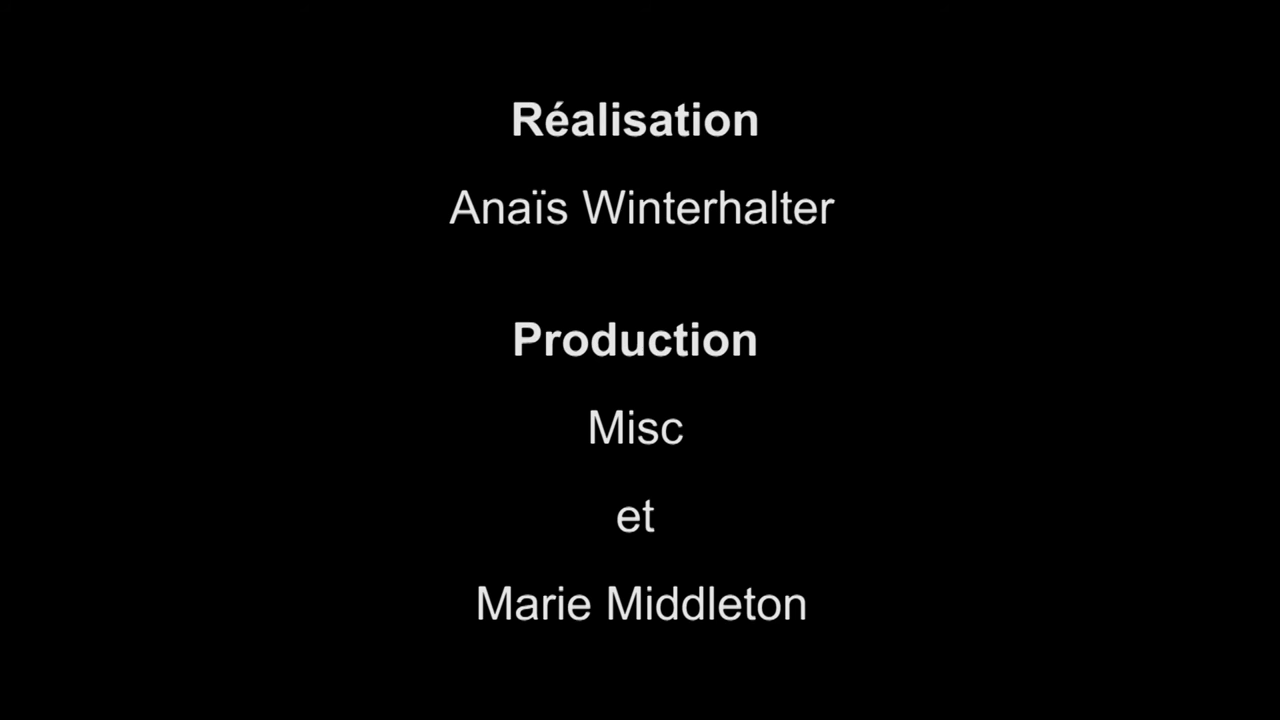 Réalisation
Anaïs Winterhalter
Production
Misc
et
Marie Middleton